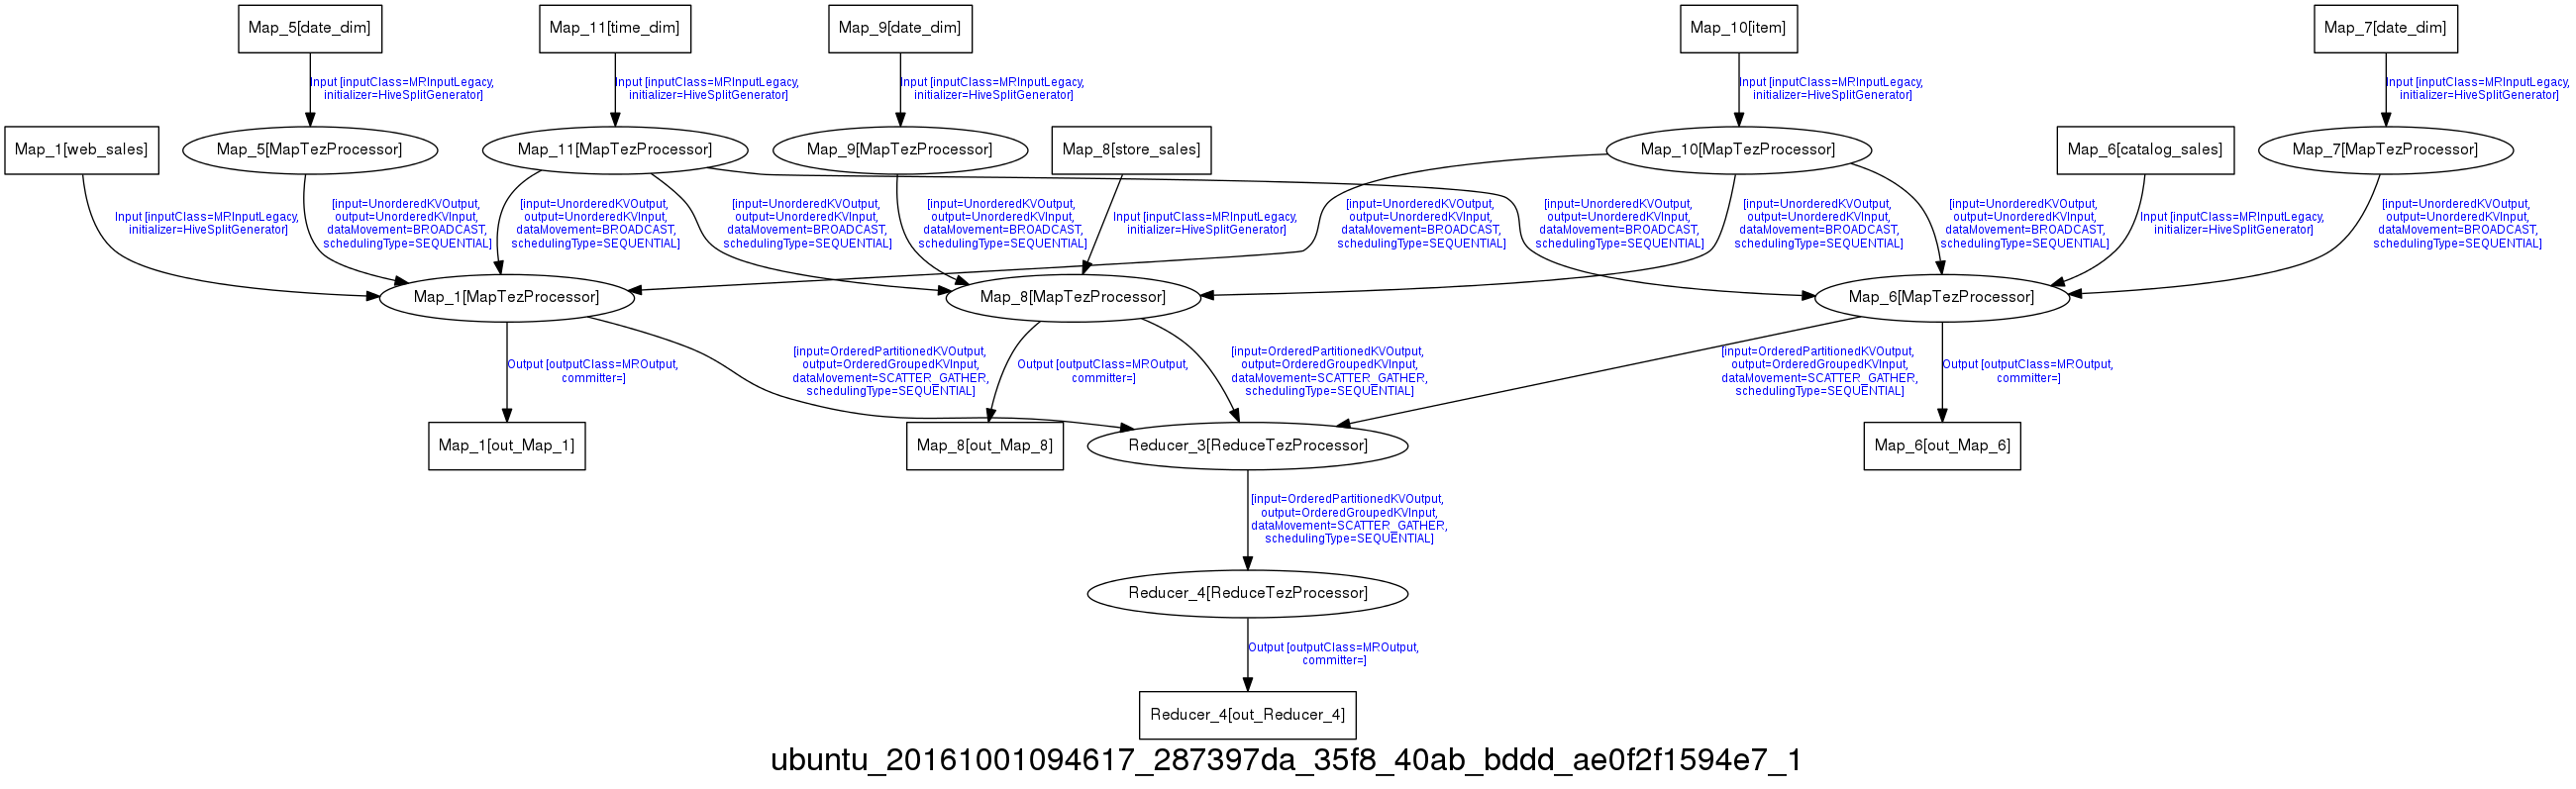 Map_5[date_dim]
Map_11[time_dim]
Map_9[date_dim]
Map_10[item]
Map_7[date_dim]
Input [inputClass=MRInputLegacy,
initializer=HiveSplitGenerator]
Input [inputClass=MRInputLegacy,
initializer=HiveSplitGenerator]
Input [inputClass=MRInputLegacy,
initializer=HiveSplitGenerator]
Input [inputClass=MRInputLegacy,
initializer=HiveSplitGenerator]
Input [inputClass=MRInputLegacy,
initializer=HiveSplitGenerator]
Map_1[web_sales]
Map_5[MapTezProcessor]
Map_11[MapTezProcessor]
Map_9[MapTezProcessor]
Map_8[store_sales]
Map_10[MapTezProcessor]
Map_6[catalog_sales]
Map_7[MapTezProcessor]
Input [inputClass=MRInputLegacy,
initializer=HiveSplitGenerator]
[input=UnorderedKVOutput,
output=UnorderedKVInput,
dataMovement=BROADCAST,
schedulingType=SEQUENTIAL]
[input=UnorderedKVOutput,
output=UnorderedKVInput,
dataMovement=BROADCAST,
schedulingType=SEQUENTIAL]
[input=UnorderedKVOutput,
output=UnorderedKVInput,
dataMovement=BROADCAST,
schedulingType=SEQUENTIAL]
[input=UnorderedKVOutput,
output=UnorderedKVInput,
dataMovement=BROADCAST,
schedulingType=SEQUENTIAL]
Input [inputClass=MRInputLegacy,
initializer=HiveSplitGenerator]
[input=UnorderedKVOutput,
output=UnorderedKVInput,
dataMovement=BROADCAST,
schedulingType=SEQUENTIAL]
[input=UnorderedKVOutput,
output=UnorderedKVInput,
dataMovement=BROADCAST,
schedulingType=SEQUENTIAL]
[input=UnorderedKVOutput,
output=UnorderedKVInput,
dataMovement=BROADCAST,
schedulingType=SEQUENTIAL]
[input=UnorderedKVOutput,
output=UnorderedKVInput,
dataMovement=BROADCAST,
schedulingType=SEQUENTIAL]
Input [inputClass=MRInputLegacy,
initializer=HiveSplitGenerator]
[input=UnorderedKVOutput,
output=UnorderedKVInput,
dataMovement=BROADCAST,
schedulingType=SEQUENTIAL]
Map_1[MapTezProcessor]
Map_8[MapTezProcessor]
Map_6[MapTezProcessor]
Output [outputClass=MROutput,
committer=]
[input=OrderedPartitionedKVOutput,
output=OrderedGroupedKVInput,
dataMovement=SCATTER_GATHER,
schedulingType=SEQUENTIAL]
Output [outputClass=MROutput,
committer=]
[input=OrderedPartitionedKVOutput,
output=OrderedGroupedKVInput,
dataMovement=SCATTER_GATHER,
schedulingType=SEQUENTIAL]
[input=OrderedPartitionedKVOutput,
output=OrderedGroupedKVInput,
dataMovement=SCATTER_GATHER,
schedulingType=SEQUENTIAL]
Output [outputClass=MROutput,
committer=]
Map_1[out_Map_1]
Map_8[out_Map_8]
Reducer_3[ReduceTezProcessor]
Map_6[out_Map_6]
[input=OrderedPartitionedKVOutput,
output=OrderedGroupedKVInput,
dataMovement=SCATTER_GATHER,
schedulingType=SEQUENTIAL]
Reducer_4[ReduceTezProcessor]
Output [outputClass=MROutput,
committer=]
Reducer_4[out_Reducer_4]
ubuntu_20161001094617_287397da_35f8_40ab_bddd_ae0f2f1594e7_1